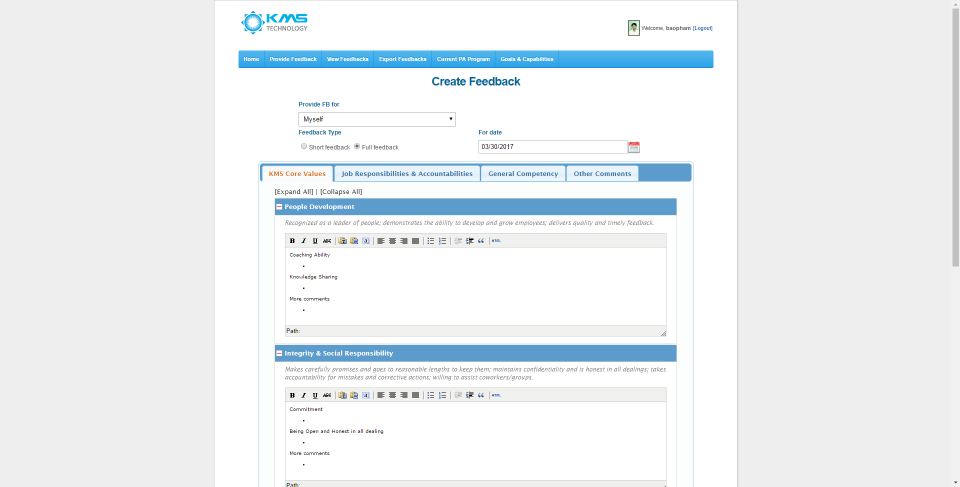 KMS
TECHNOLOGY
Welcome, baopham [Logout]
Home Provide Feedback View Feedbacks Export Feedbacks Current PA Program Goals & Capabilities
Create Feedback
Provide FB for
Myself
Feedback Type For date
Short feedback Full feedback 03/30/2017
KMS Core Values Job Responsibilities & Accountabilities General Competency Other Comments
[Expand All] | [Collapse All]
People Development
Recognized as a leader of people; demonstrates the ability to develop and grow employees; delivers quality and timely feedback.
B I U ABC HTML
Coaching Ability
Knowledge Sharing
More comments
Path:
Integrity & Social Responsibility
Makes carefully promises and goes to reasonable lengths to keep them; maintains confidentiality and is honest in all dealings; takes
accountability for mistakes and corrective actions; willing to assist coworkers/groups.
B I U ABC HTML
Commitment
Being Open and Honest in all dealing
More comments
Path: